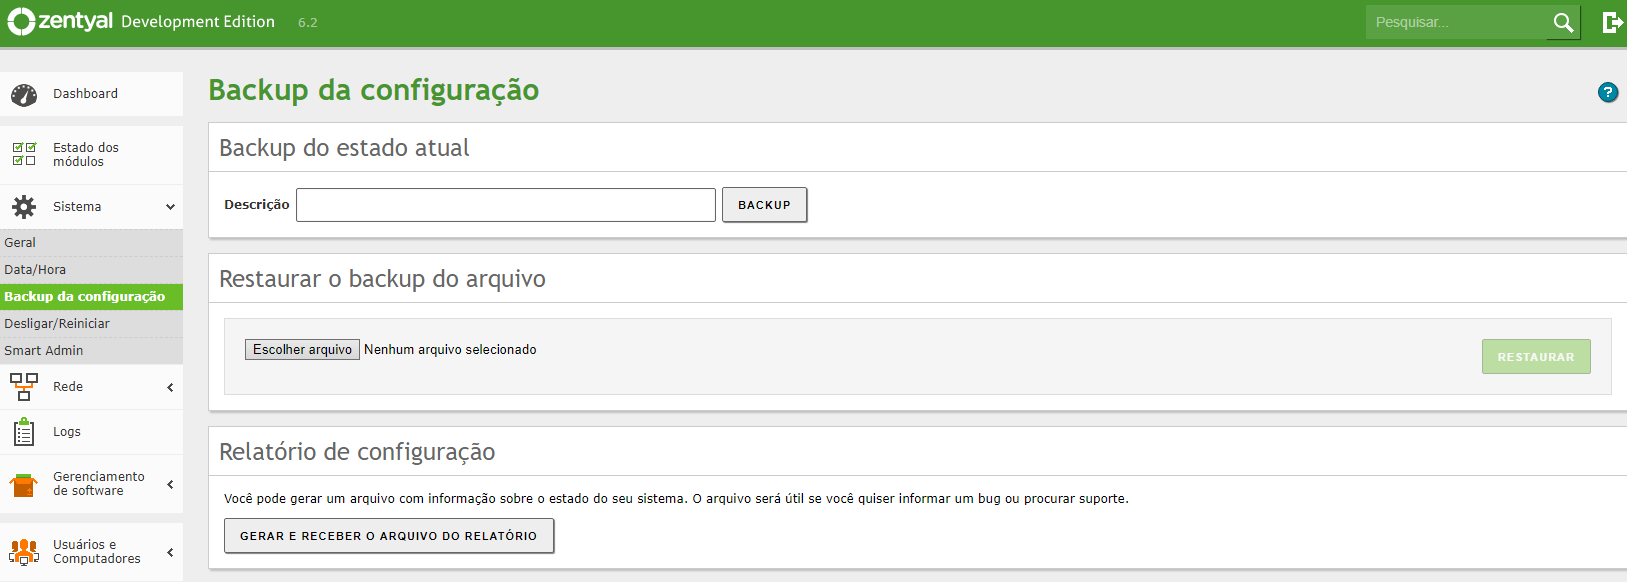 zentyal Development Edition 6.2
Pesquisar...
Dashboard
Estado dos
módulos
Sistema
Geral
Data/Hora
Backup da configuração
Desligar/Reiniciar
Smart Admin
Rede
Logs
Gerenciamento
de software
Usuários e
Computadores
Backup da configuração
?
Backup do estado atual
Descrição
BACKUP
Restaurar o backup do arquivo
Escolher arquivo Nenhum arquivo selecionado
RESTAURAR
Relatório de configuração
Você pode gerar um arquivo com informação sobre o estado do seu sistema. O arquivo será útil se você quiser informar um bug ou procurar suporte.
GERAR E RECEBER O ARQUIVO DO RELATÓRIO